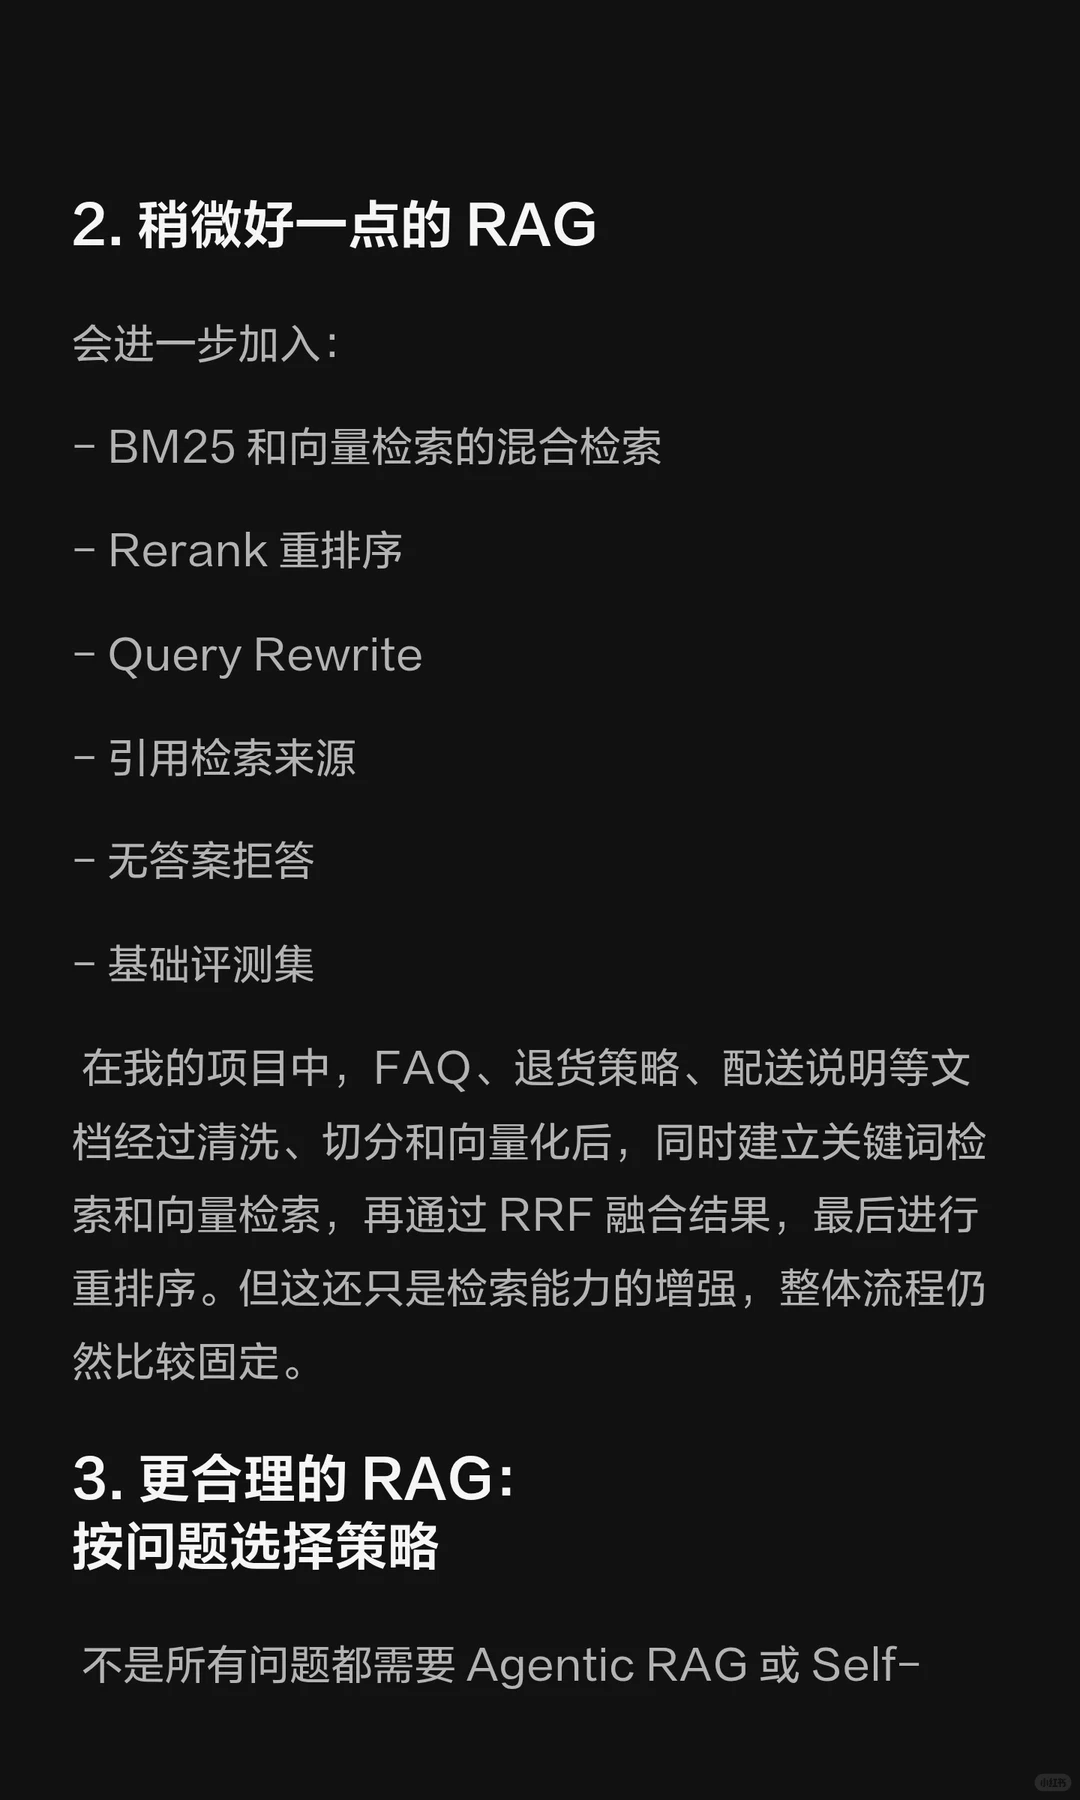 2. 稍微好一点的 RAG
会进一步加入：
- BM25 和向量检索的混合检索
- Rerank 重排序
- Query Rewrite
- 引用检索来源
- 无答案拒答
- 基础评测集
在我的项目中，FAQ、退货策略、配送说明等文
档经过清洗、切分和向量化后，同时建立关键词检
索和向量检索，再通过 RRF 融合结果，最后进行
重排序。但这还只是检索能力的增强，整体流程仍
然比较固定。
3. 更合理的 RAG：
按问题选择策略
不是所有问题都需要 Agentic RAG 或 Self-
小红书